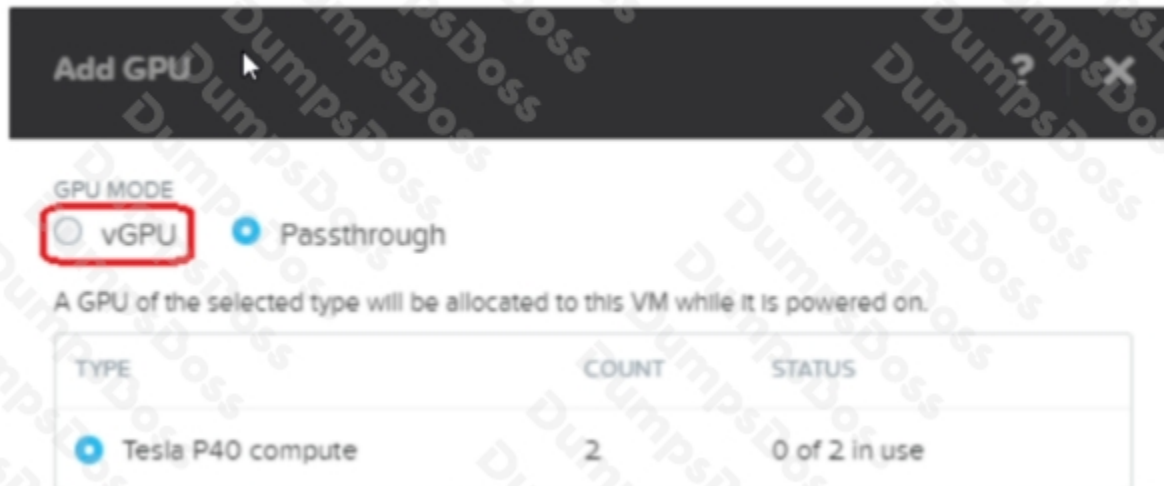 Add GPU ? ×
GPU MODE
vGPU Passthrough
A GPU of the selected type will be allocated to this VM while it is powered on.
TYPE COUNT STATUS
Tesla P40 compute 2 0 of 2 in use
DumpsDoss